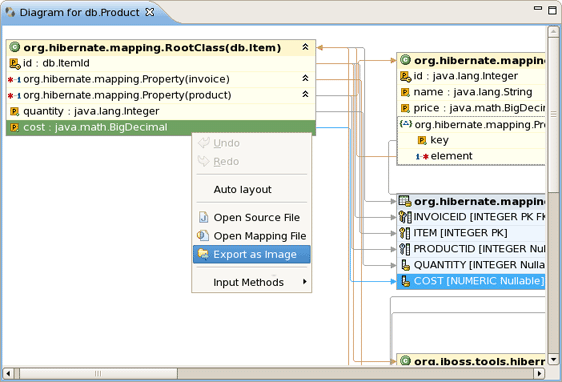 Diagram for db.Product
org.hibernate.mapping.RootClass(db.Item)
id : db.ItemId
org.hibernate.mapping.Property(invoice)
org.hibernate.mapping.Property(product)
quantity : java.lang.Integer
cost : java.math.BigDecimal
Undo
Redo
Auto layout
Open Source File
Open Mapping File
Export as Image
Input Methods
org.hibernate.mappin
id : java.lang.Integer
name : java.lang.String
price : java.math.BigDecir
org.hibernate.mapping.Pr
key
element
org.hibernate.mappin
INVOICEID [INTEGER PK FK
ITEM [INTEGER PK]
PRODUCTID [INTEGER Nul
QUANTITY [INTEGER Nulla
COST [NUMERIC Nullable]
org.jboss.tools.hibern